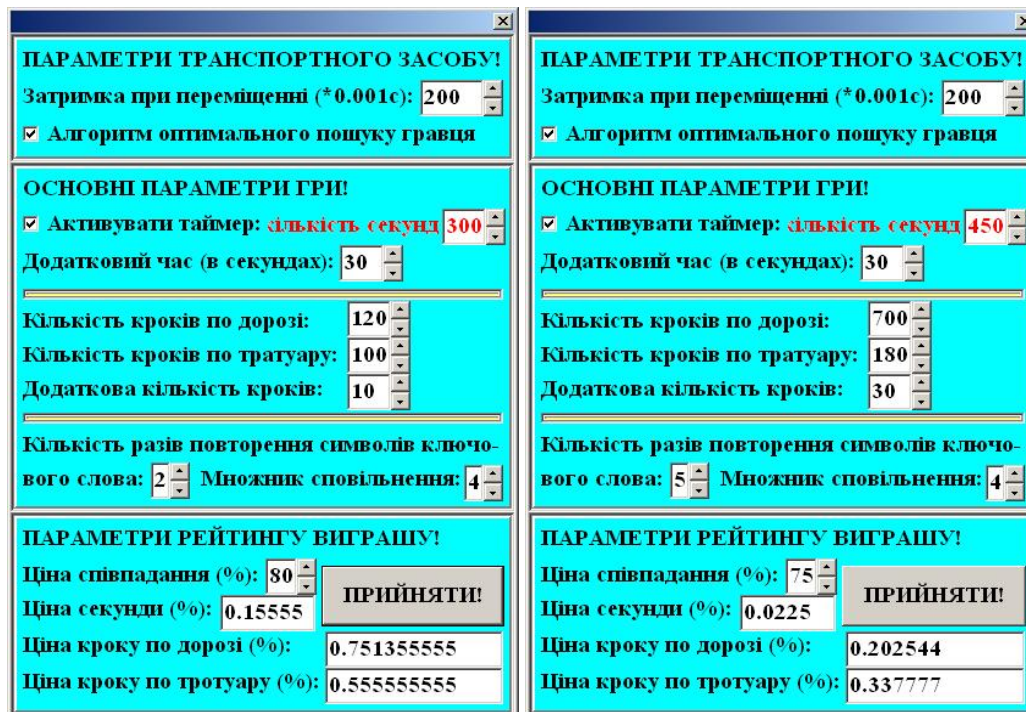 ПАРАМЕТРИ ТРАНСПОРТНОГО ЗАСОБУ!
Затримка при переміщенні (*0.001с): 200
Алгоритм оптимального пошуку гравця
ОСНОВНІ ПАРАМЕТРИ ГРИ!
Активувати таймер: кількість секунд 300
Додатковий час (в секундах): 30
Кількість кроків по дорозі: 120
Кількість кроків по тратуару: 100
Додаткова кількість кроків: 10
Кількість разів повторення символів ключо-
вого слова: 2 Множник сповільнення: 4
ПАРАМЕТРИ РЕЙТИНГУ ВИГРАШУ!
Ціна співпадання (%): 80
ПРИЙНЯТИ!
Ціна секунди (%): 0.15555
Ціна кроку по дорозі (%): 0.751355555
Ціна кроку по тротуару (%): 0.555555555
ПАРАМЕТРИ ТРАНСПОРТНОГО ЗАСОБУ!
Затримка при переміщенні (*0.001с): 200
Алгоритм оптимального пошуку гравця
ОСНОВНІ ПАРАМЕТРИ ГРИ!
Активувати таймер: кількість секунд 450
Додатковий час (в секундах): 30
Кількість кроків по дорозі: 700
Кількість кроків по тратуару: 180
Додаткова кількість кроків: 30
Кількість разів повторення символів ключо-
вого слова: 5 Множник сповільнення: 4
ПАРАМЕТРИ РЕЙТИНГУ ВИГРАШУ!
Ціна співпадання (%): 75
ПРИЙНЯТИ!
Ціна секунди (%): 0.0225
Ціна кроку по дорозі (%): 0.202544
Ціна кроку по тротуару (%): 0.337777